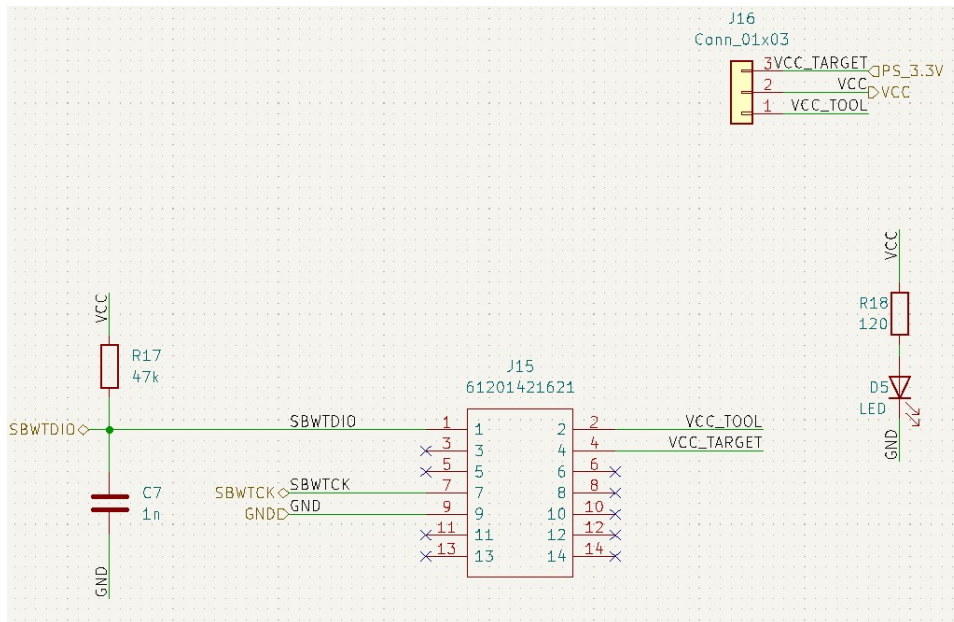 J16
Conn_01x03
3 VCC_TARGET PS_3.3V
2 VCC VCC
1 VCC_TOOL
VCC
R18
120
D5
LED
GND
VCC
R17
47k
J15
61201421621
SBWTDIO SBWTDIO 1 1 2 2 VCC_TOOL
3 3 4 4 VCC_TARGET
5 5 6 6
SBWTCK SBWTCK 7 7 8 8
GND GND 9 9 10 10
11 11 12 12
13 13 14 14
C7
1n
GND